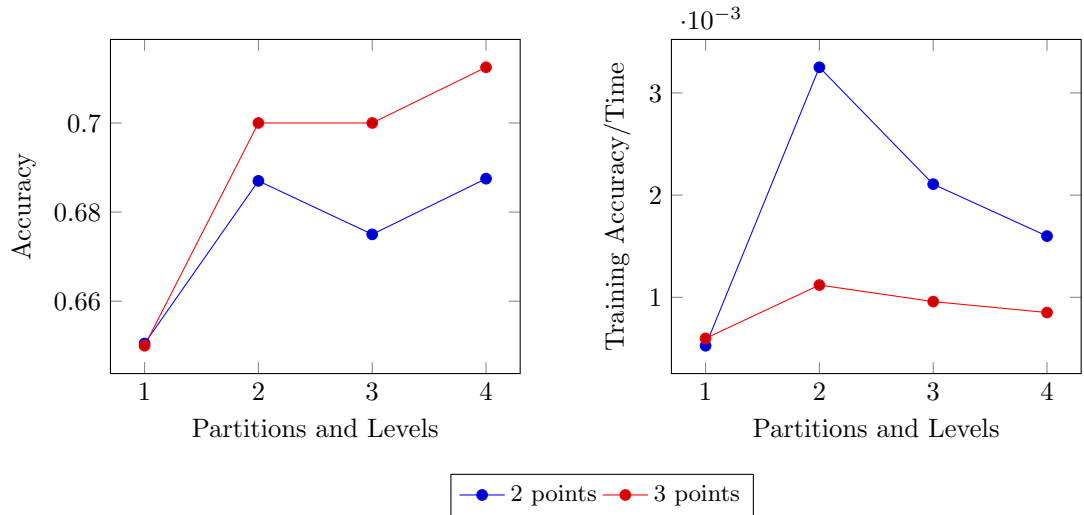 Accuracy
0.7
0.68
0.66
1 2 3 4
Partitions and Levels
·10−3
Training Accuracy/Time
3
2
1
1 2 3 4
Partitions and Levels
2 points 3 points